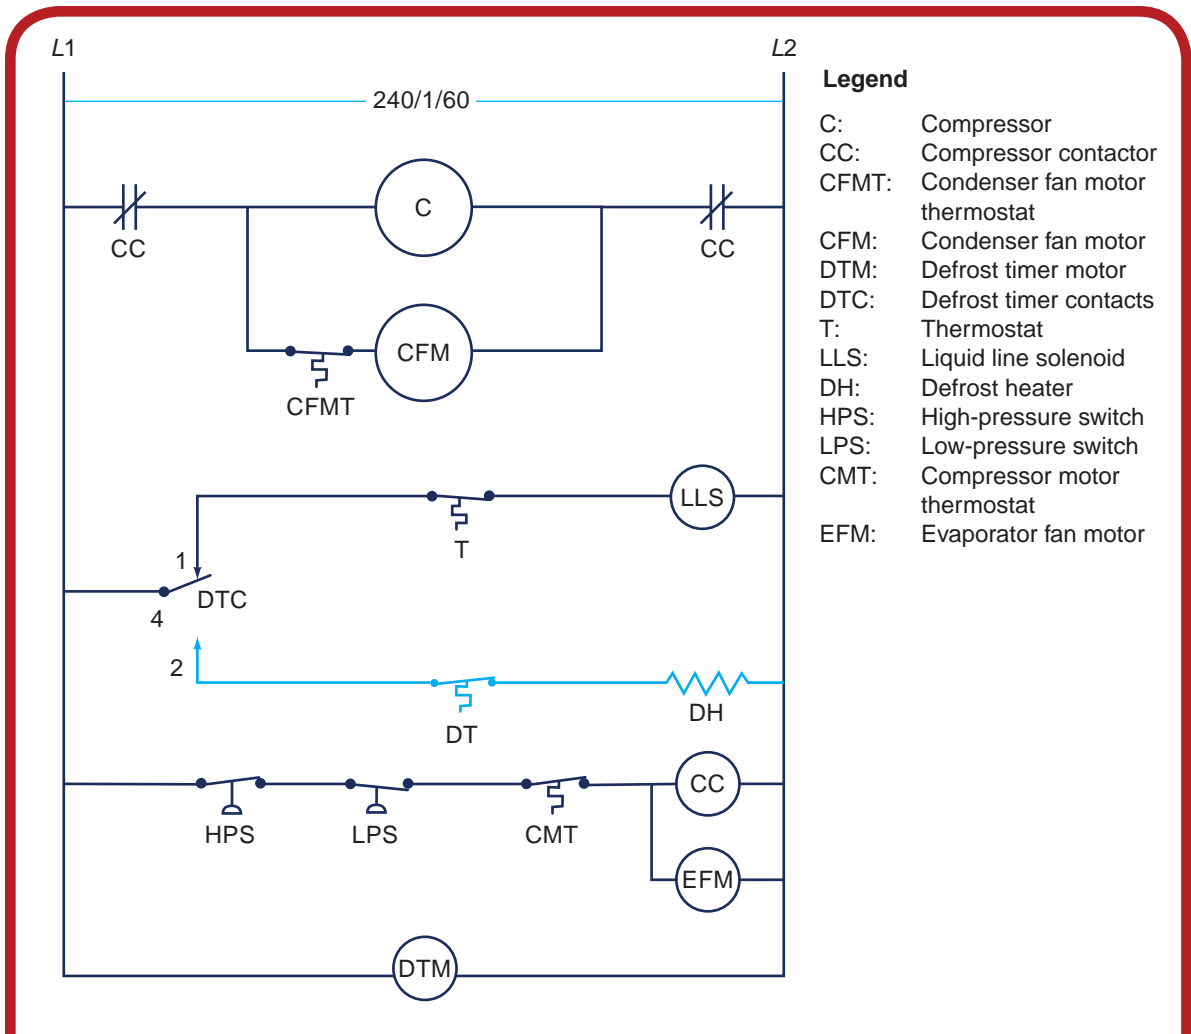 L1
L2
240/1/60
CC
C
CC
CFMT
CFM
T
LLS
1
DTC
4
2
DT
DH
HPS
LPS
CMT
CC
EFM
DTM
Legend
C: Compressor
CC: Compressor contactor
CFMT: Condenser fan motor
thermostat
CFM: Condenser fan motor
DTM: Defrost timer motor
DTC: Defrost timer contacts
T: Thermostat
LLS: Liquid line solenoid
DH: Defrost heater
HPS: High-pressure switch
LPS: Low-pressure switch
CMT: Compressor motor
thermostat
EFM: Evaporator fan motor